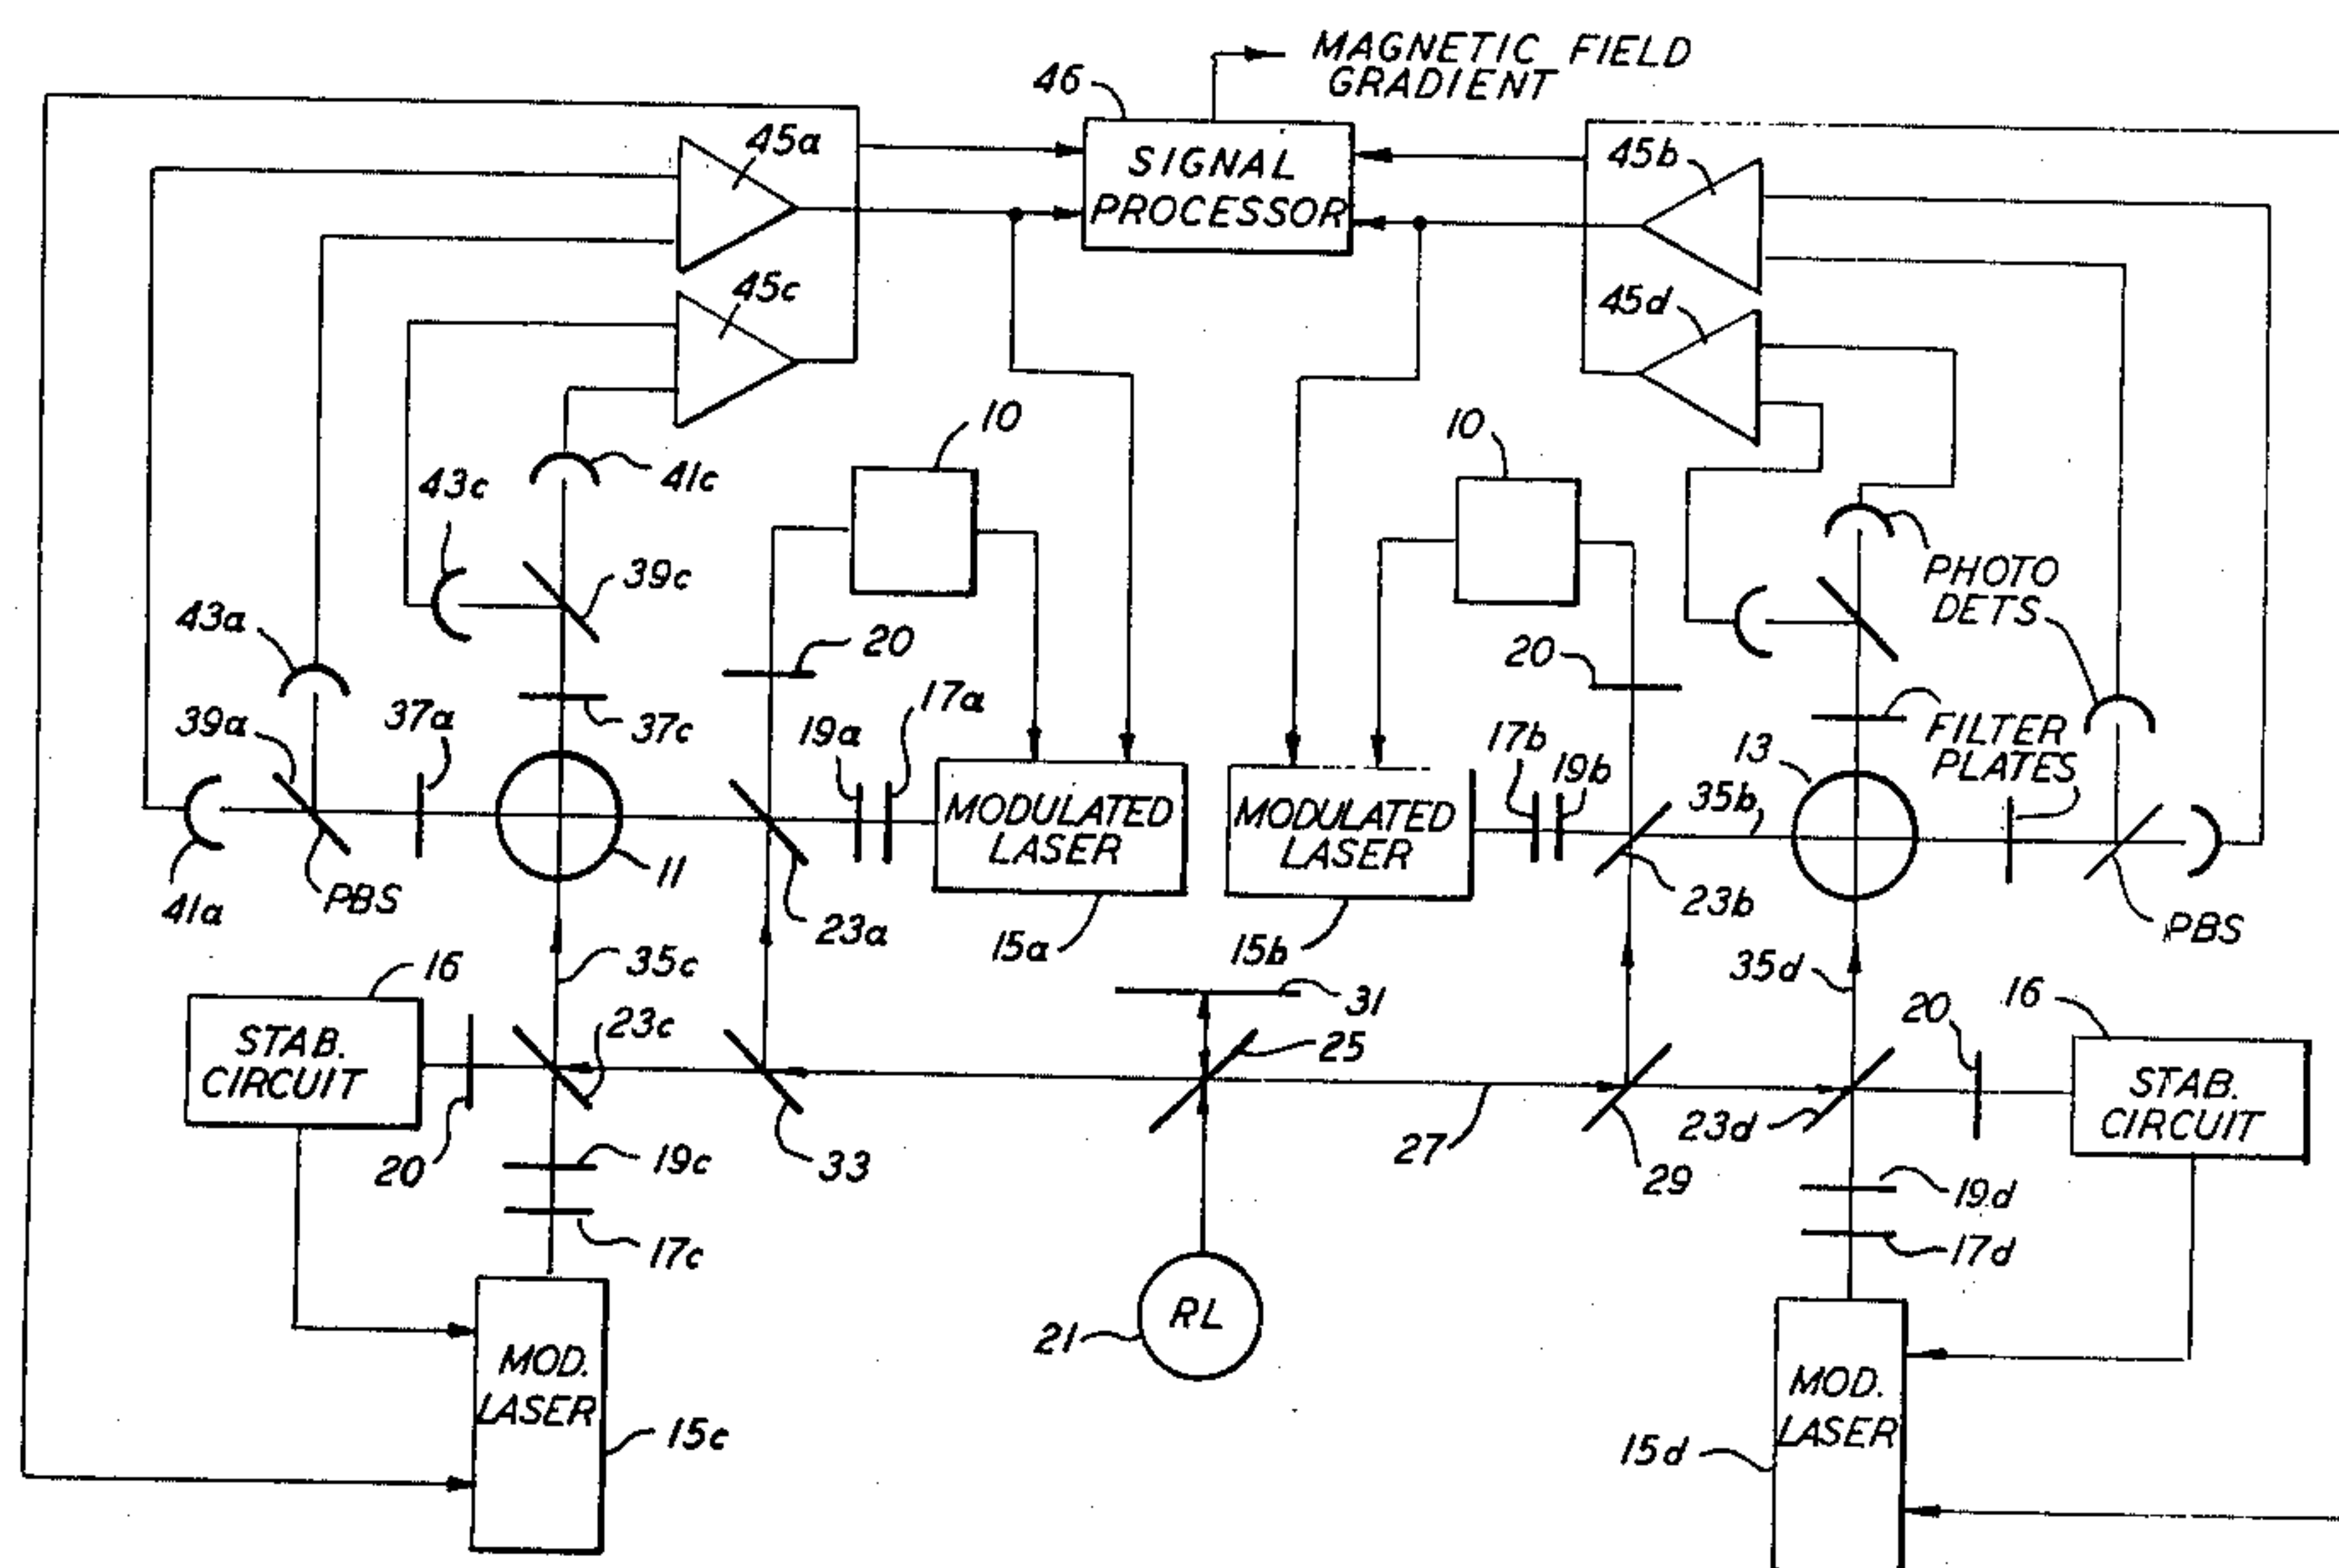 MAGNETIC FIELD
GRADIENT
46
45a
SIGNAL
PROCESSOR
45b
45c
45d
10
10
41c
43c
39c
PHOTO
DETS
43a
20
20
39a
37a
37c
19a
17a
17b
19b
13
FILTER
PLATES
35b
MODULATED
LASER
MODULATED
LASER
41a
PBS
11
23a
15a
15b
23b
PBS
16
35c
35d
31
20
16
STAB.
CIRCUIT
23c
25
STAB.
CIRCUIT
20
19c
33
27
29
23d
19d
17c
17d
21
RL
MOD.
LASER
15c
MOD.
LASER
15d